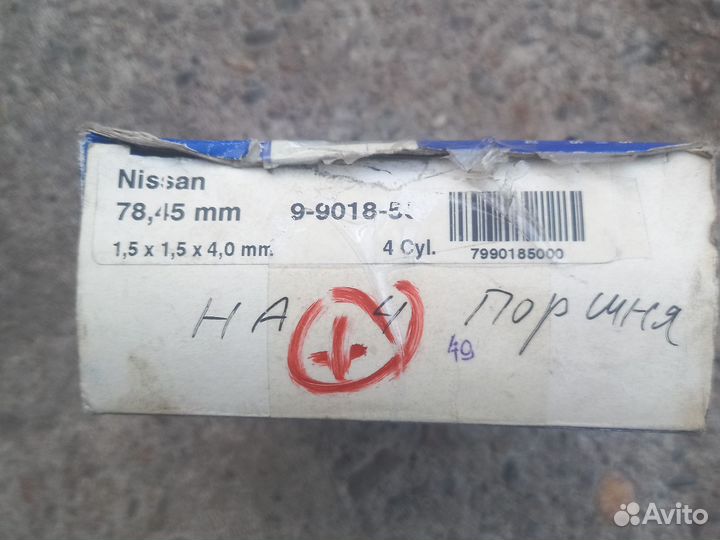 Nissan
78,45 mm 9-9018-5
1,5 x 1,5 x 4,0 mm 4 Cyl. 7990185000
НА 4 ПОРШНЯ
49
Avito